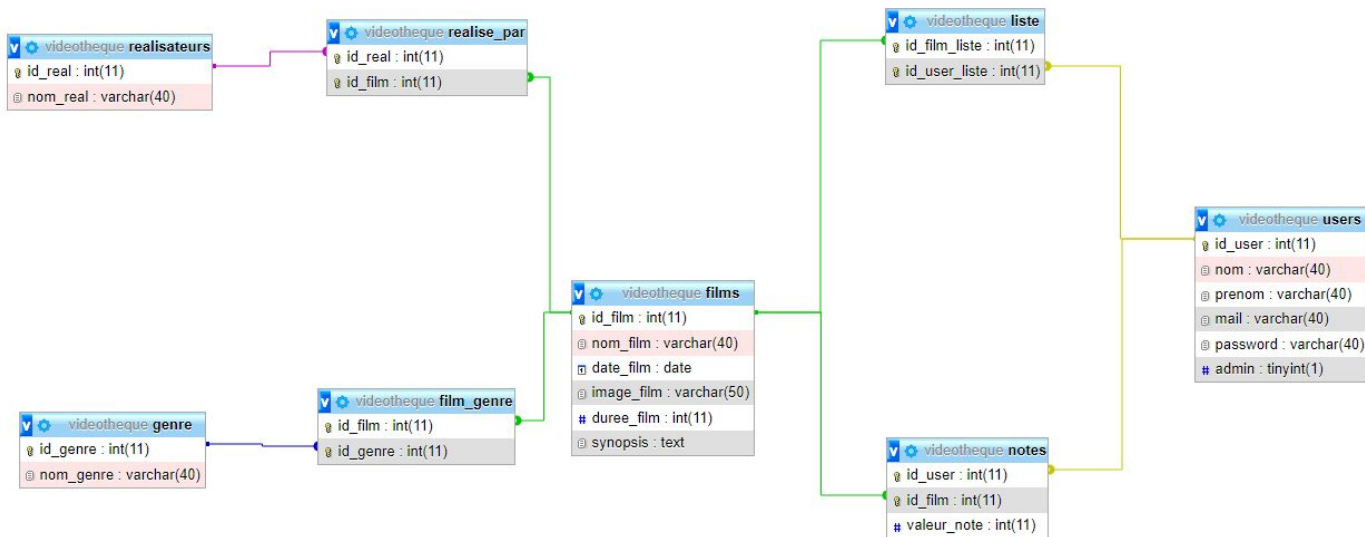 videotheque realisateurs
id_real : int(11)
nom_real : varchar(40)
videotheque realise_par
id_real : int(11)
id_film : int(11)
videotheque liste
id_film_liste : int(11)
id_user_liste : int(11)
videotheque users
id_user : int(11)
nom : varchar(40)
prenom : varchar(40)
mail : varchar(40)
password : varchar(40)
# admin : tinyint(1)
videotheque films
id_film : int(11)
nom_film : varchar(40)
date_film : date
image_film : varchar(50)
# duree_film : int(11)
synopsis : text
videotheque genre
id_genre : int(11)
nom_genre : varchar(40)
videotheque film_genre
id_film : int(11)
id_genre : int(11)
videotheque notes
id_user : int(11)
id_film : int(11)
# valeur_note : int(11)